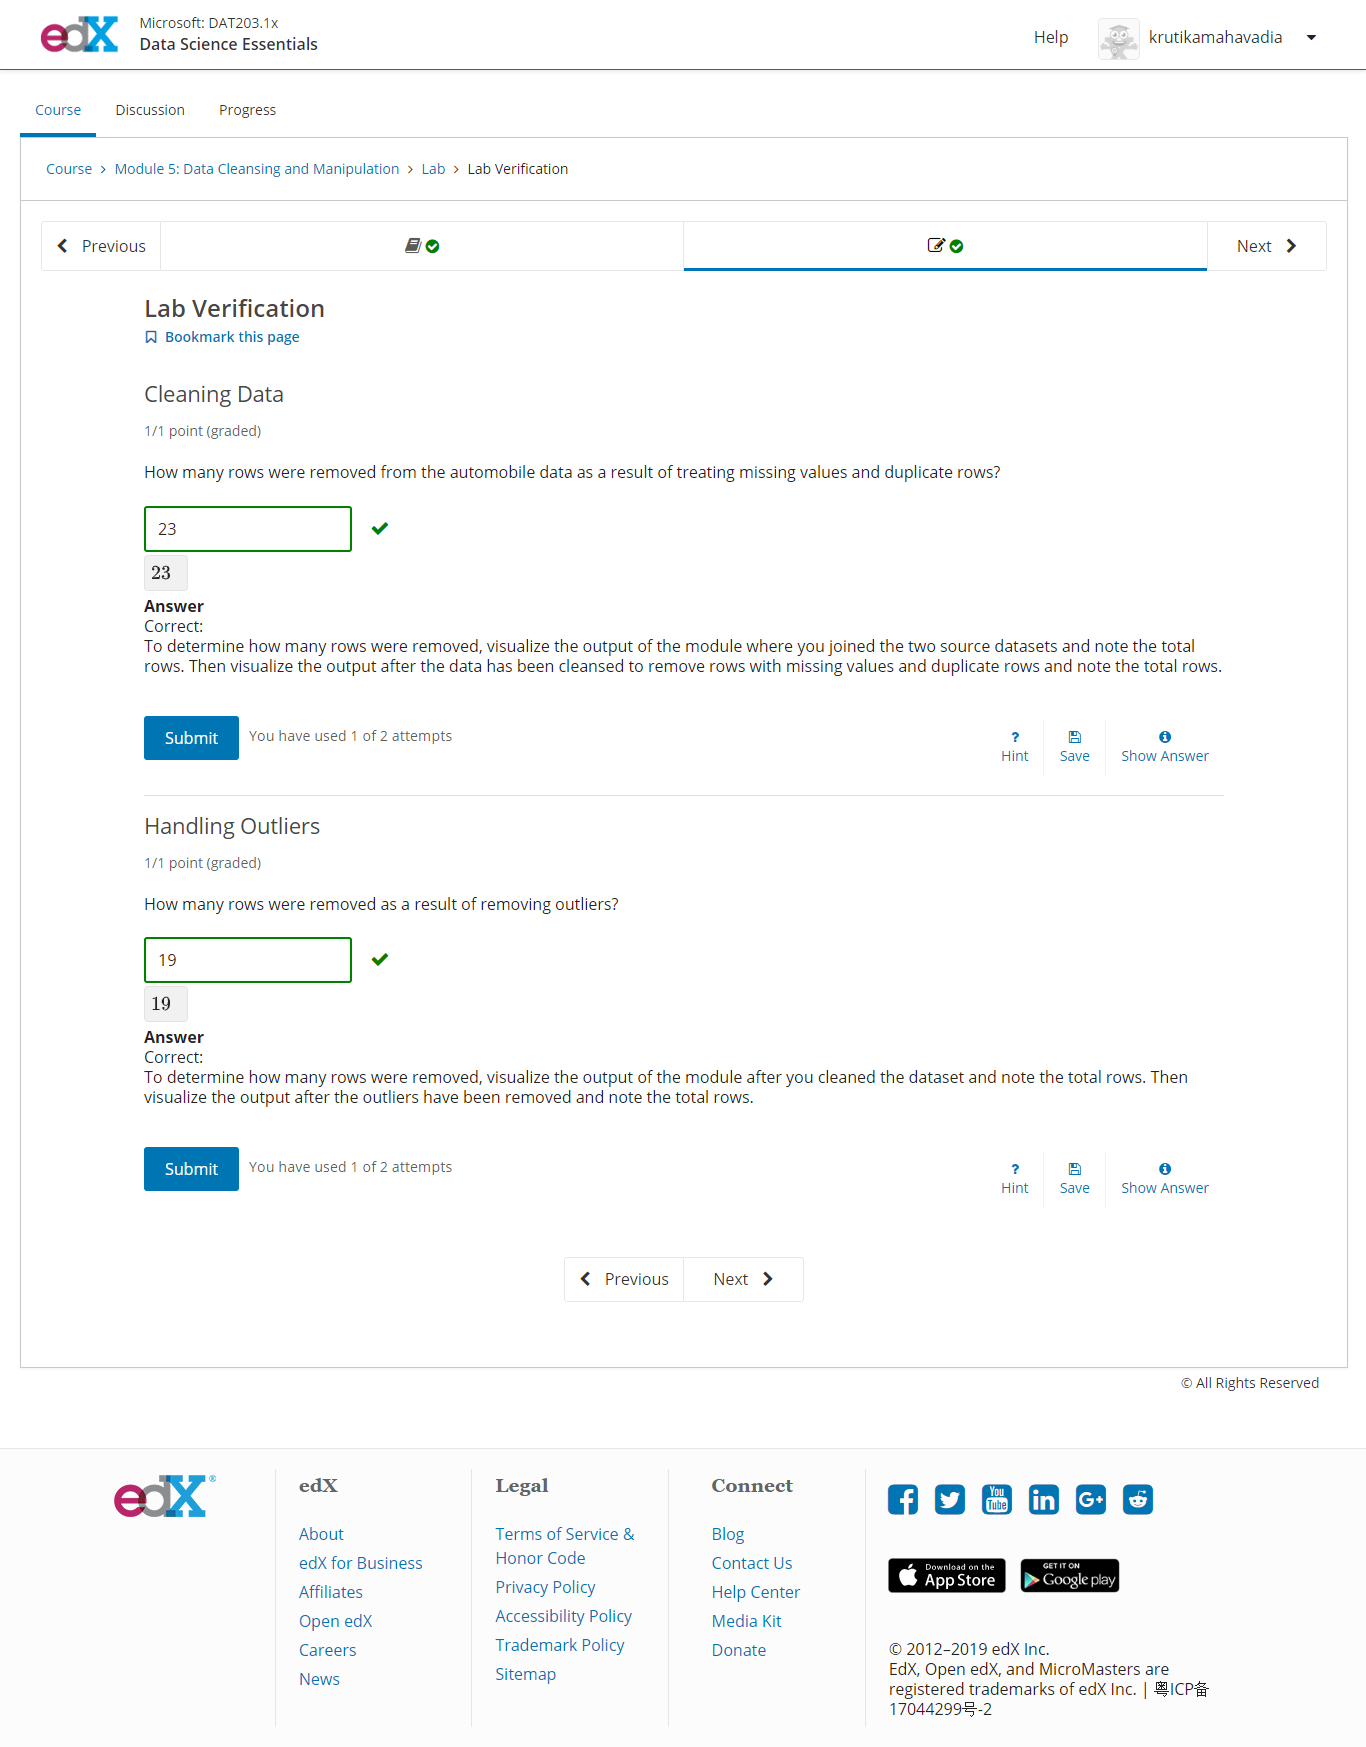 edX
Microsoft: DAT203.1x
Data Science Essentials
Help
krutikamahavadia
Course
Discussion
Progress
Course > Module 5: Data Cleansing and Manipulation > Lab > Lab Verification
Previous
Next
Lab Verification
Bookmark this page
Cleaning Data
1/1 point (graded)
How many rows were removed from the automobile data as a result of treating missing values and duplicate rows?
23
23
Answer
Correct:
To determine how many rows were removed, visualize the output of the module where you joined the two source datasets and note the total
rows. Then visualize the output after the data has been cleansed to remove rows with missing values and duplicate rows and note the total rows.
Submit
You have used 1 of 2 attempts
? Hint
Save
Show Answer
Handling Outliers
1/1 point (graded)
How many rows were removed as a result of removing outliers?
19
19
Answer
Correct:
To determine how many rows were removed, visualize the output of the module after you cleaned the dataset and note the total rows. Then
visualize the output after the outliers have been removed and note the total rows.
Submit
You have used 1 of 2 attempts
? Hint
Save
Show Answer
Previous
Next
© All Rights Reserved
edX®
edX
About
edX for Business
Affiliates
Open edX
Careers
News
Legal
Terms of Service &
Honor Code
Privacy Policy
Accessibility Policy
Trademark Policy
Sitemap
Connect
Blog
Contact Us
Help Center
Media Kit
Donate
You
Tube
in
G+
Download on the
App Store
GET IT ON
Google play
© 2012–2019 edX Inc.
EdX, Open edX, and MicroMasters are
registered trademarks of edX Inc. | 粤ICP备
17044299号-2